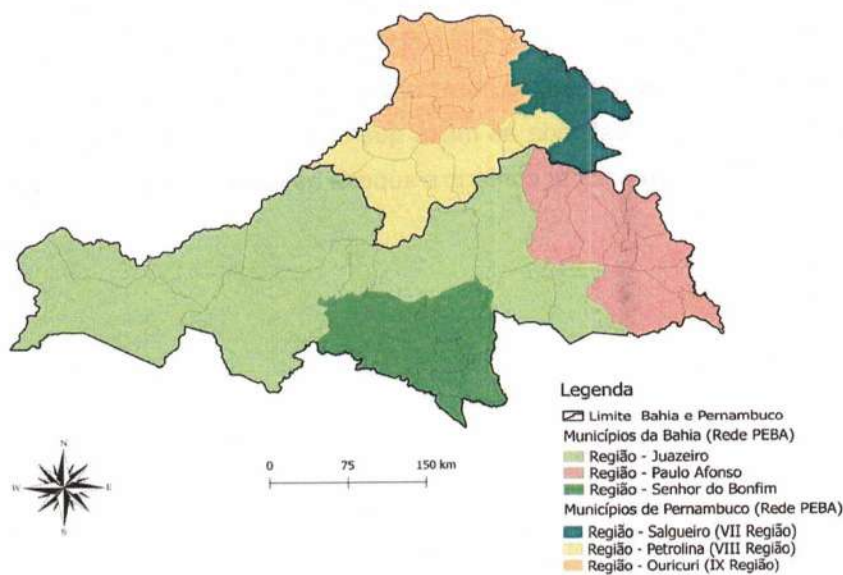 N
W
E
S
0 75 150 km
Legenda
Limite Bahia e Pernambuco
Municípios da Bahia (Rede PEBA)
Região - Juazeiro
Região - Paulo Afonso
Região - Senhor do Bonfim
Municípios de Pernambuco (Rede PEBA)
Região - Salgueiro (VII Região)
Região - Petrolina (VIII Região)
Região - Ouricuri (IX Região)